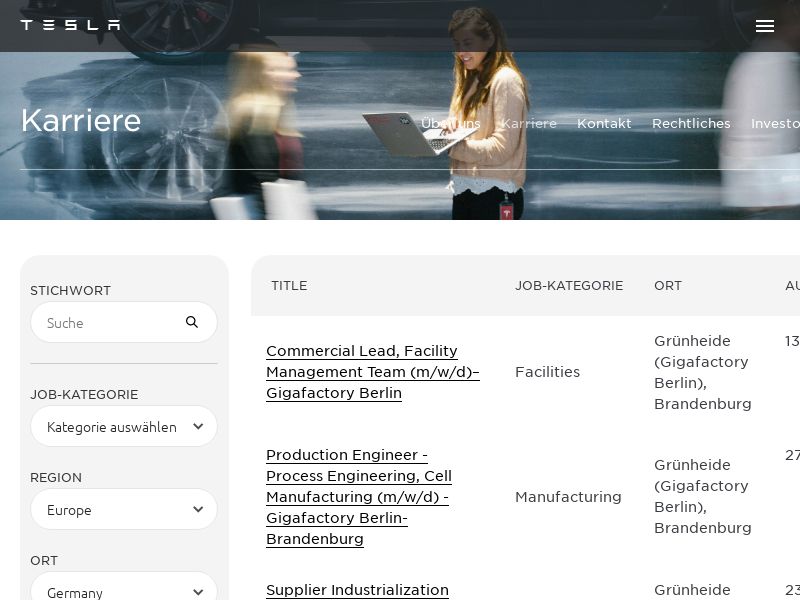 TESLA
Karriere
Über uns Karriere Kontakt Rechtliches Investo
STICHWORT
Suche
JOB-KATEGORIE
Kategorie auswählen
REGION
Europe
ORT
Germany
TITLE JOB-KATEGORIE ORT AU
Commercial Lead, Facility
Management Team (m/w/d)–
Gigafactory Berlin
Facilities
Grünheide
(Gigafactory
Berlin),
Brandenburg
13
Production Engineer -
Process Engineering, Cell
Manufacturing (m/w/d) -
Gigafactory Berlin-
Brandenburg
Manufacturing
Grünheide
(Gigafactory
Berlin),
Brandenburg
27
Supplier Industrialization
Grünheide
23